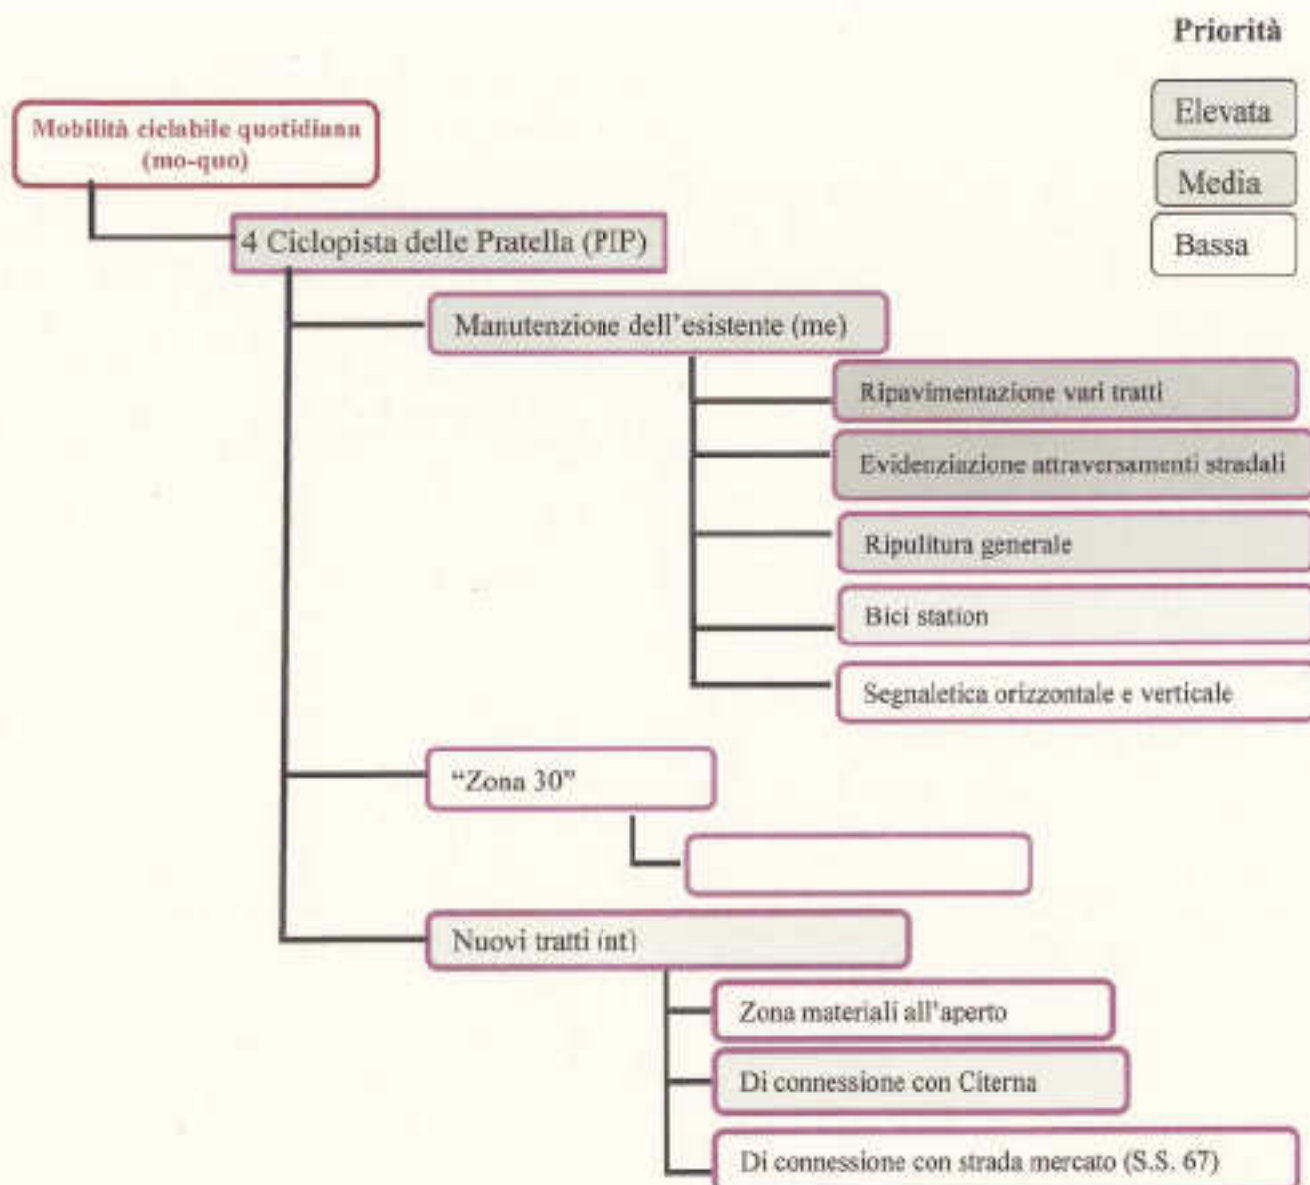 Priorità
Elevata
Media
Bassa
Mobilità ciclabile quotidiana
(mo-quo)
4 Ciclopista delle Pratella (PIP)
Manutenzione dell’esistente (me)
Ripavimentazione vari tratti
Evidenziazione attraversamenti stradali
Ripulitura generale
Bici station
Segnaletica orizzontale e verticale
“Zona 30”
Nuovi tratti (nt)
Zona materiali all’aperto
Di connessione con Citerna
Di connessione con strada mercato (S.S. 67)